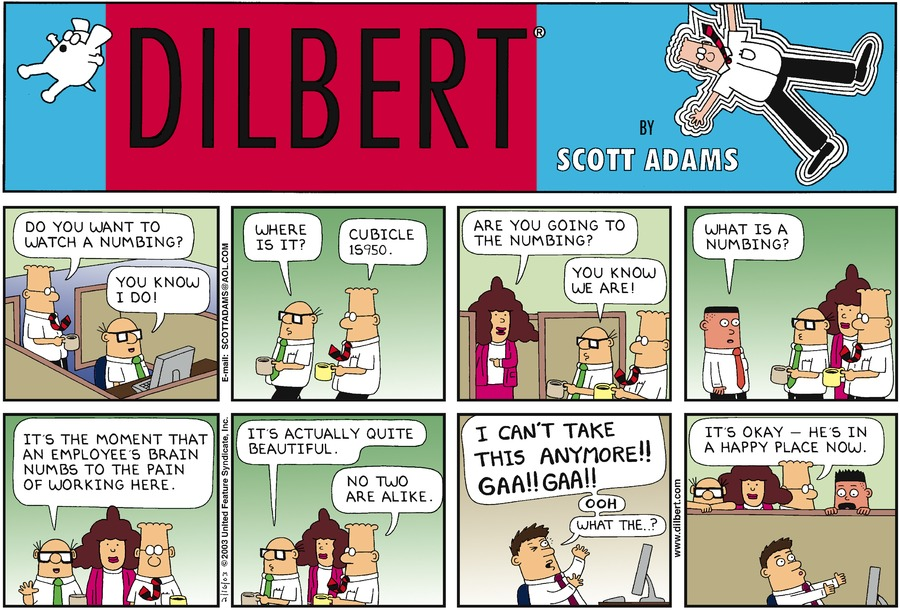 DILBERT®
BY
SCOTT ADAMS
DO YOU WANT TO
WATCH A NUMBING?
YOU KNOW
I DO!
E-mail: SCOTTADAMS@AOL.COM
WHERE
IS IT?
CUBICLE
15950.
ARE YOU GOING TO
THE NUMBING?
YOU KNOW
WE ARE!
WHAT IS A
NUMBING?
IT'S THE MOMENT THAT
AN EMPLOYEE'S BRAIN
NUMBS TO THE PAIN
OF WORKING HERE.
2/16/03 © 2003 United Feature Syndicate, Inc.
IT'S ACTUALLY QUITE
BEAUTIFUL.
NO TWO
ARE ALIKE.
I CAN'T TAKE
THIS ANYMORE!!
GAA!! GAA!!
OOH
WHAT THE..?
www.dilbert.com
IT'S OKAY – HE'S IN
A HAPPY PLACE NOW.